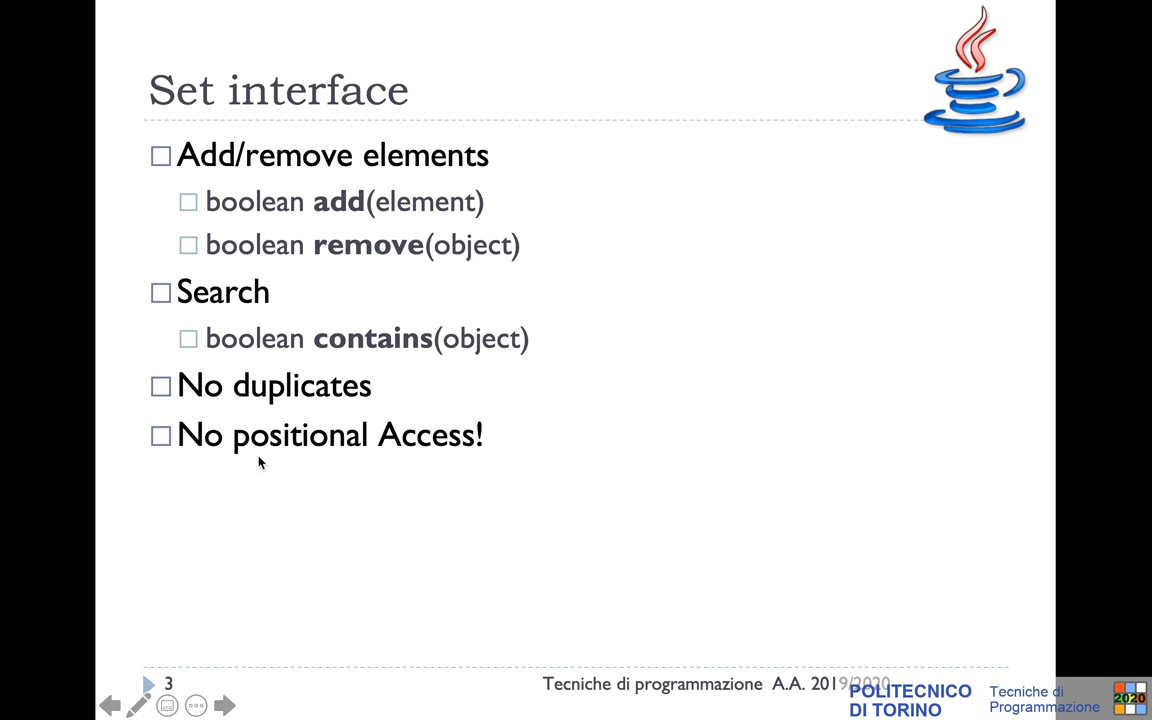 Set interface
Add/remove elements
boolean add(element)
boolean remove(object)
Search
boolean contains(object)
No duplicates
No positional Access!
3
Tecniche di programmazione A.A. 2019/2020
POLITECNICO
DI TORINO
Tecniche di
Programmazione
2020